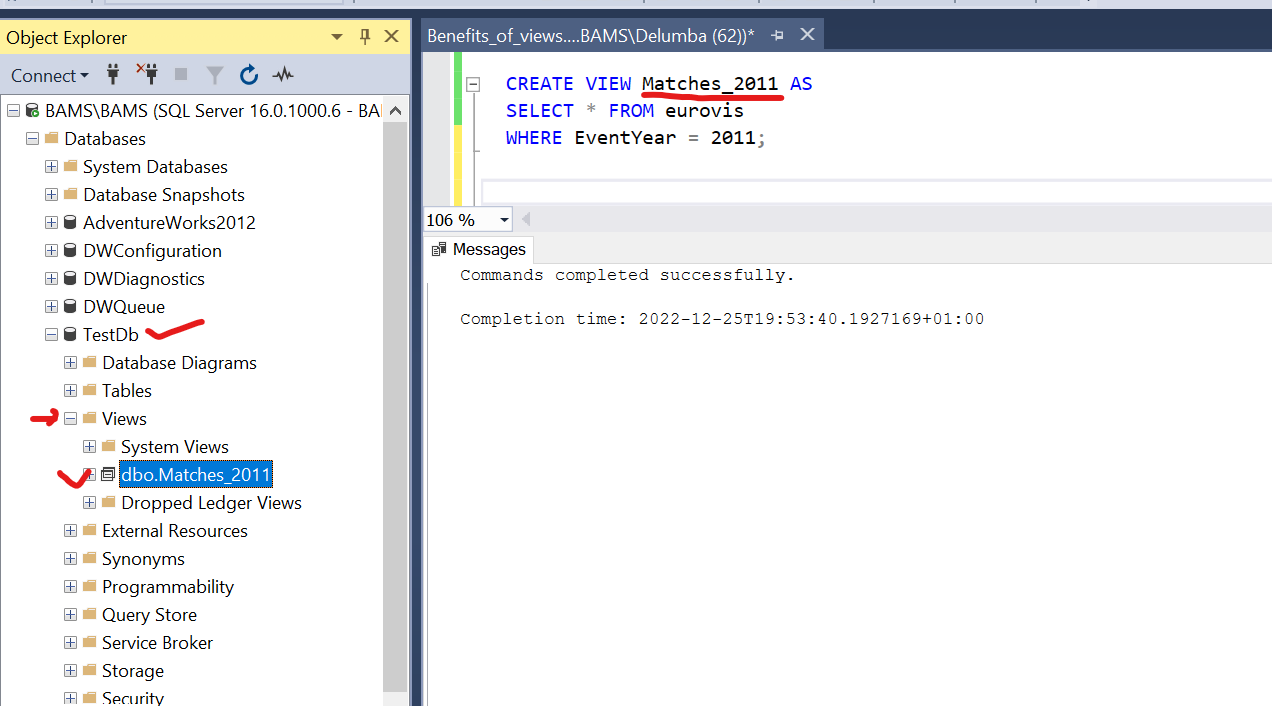 Object Explorer
Connect
BAMS\BAMS (SQL Server 16.0.1000.6 - BA
Databases
System Databases
Database Snapshots
AdventureWorks2012
DWConfiguration
DWDiagnostics
DWQueue
TestDb
Database Diagrams
Tables
Views
System Views
dbo.Matches_2011
Dropped Ledger Views
External Resources
Synonyms
Programmability
Query Store
Service Broker
Storage
Security
Benefits_of_views....BAMS\Delumba (62))*
CREATE VIEW Matches_2011 AS
SELECT * FROM eurovis
WHERE EventYear = 2011;
106 %
Messages
Commands completed successfully.
Completion time: 2022-12-25T19:53:40.1927169+01:00